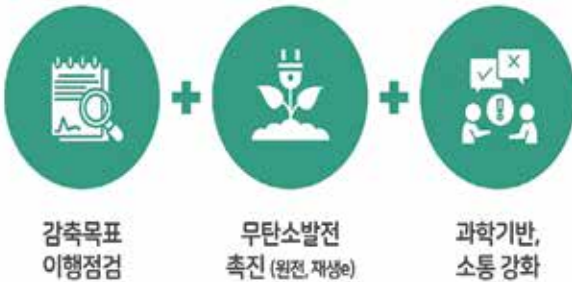 감축목표
이행점검
무탄소발전
촉진 (원전, 재생e)
과학기반,
소통 강화